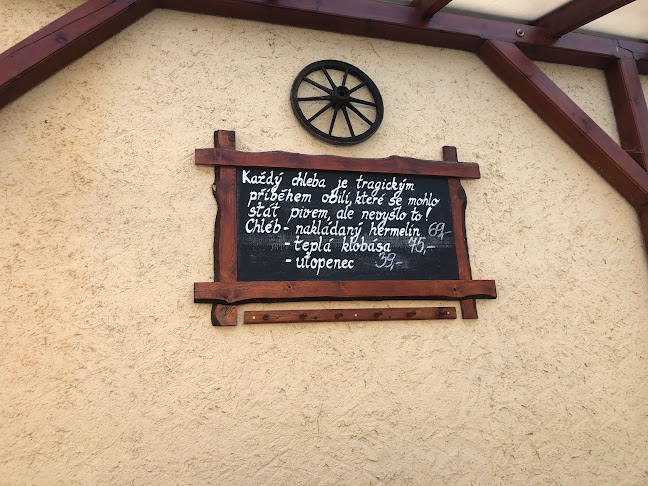 Každý chleba je tragickým
příběhem obilí, které se mohlo
stát pivem, ale nevyšlo to!
Chléb - nakládaný hermelín 69,-
- teplá klobása 75,-
- utopenec 39,-